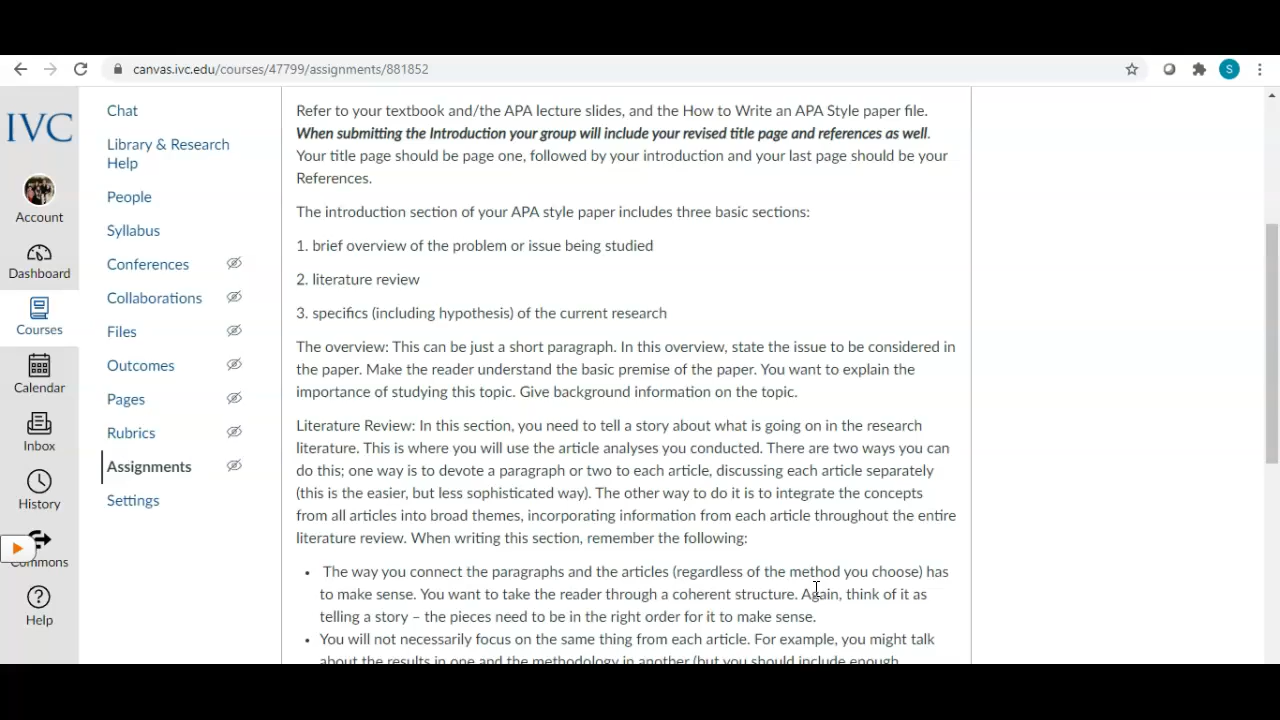 canvas.ivc.edu/courses/47799/assignments/881852
S
IVC
Account
Dashboard
Courses
Calendar
Inbox
History
Commons
Help
Chat
Library & Research
Help
People
Syllabus
Conferences
Collaborations
Files
Outcomes
Pages
Rubrics
Assignments
Settings
Refer to your textbook and/the APA lecture slides, and the How to Write an APA Style paper file.
When submitting the Introduction your group will include your revised title page and references as well.
Your title page should be page one, followed by your introduction and your last page should be your
References.
The introduction section of your APA style paper includes three basic sections:
1. brief overview of the problem or issue being studied
2. literature review
3. specifics (including hypothesis) of the current research
The overview: This can be just a short paragraph. In this overview, state the issue to be considered in
the paper. Make the reader understand the basic premise of the paper. You want to explain the
importance of studying this topic. Give background information on the topic.
Literature Review: In this section, you need to tell a story about what is going on in the research
literature. This is where you will use the article analyses you conducted. There are two ways you can
do this; one way is to devote a paragraph or two to each article, discussing each article separately
(this is the easier, but less sophisticated way). The other way to do it is to integrate the concepts
from all articles into broad themes, incorporating information from each article throughout the entire
literature review. When writing this section, remember the following:
• The way you connect the paragraphs and the articles (regardless of the method you choose) has
to make sense. You want to take the reader through a coherent structure. Again, think of it as
telling a story – the pieces need to be in the right order for it to make sense.
• You will not necessarily focus on the same thing from each article. For example, you might talk
about the results in one and the methodology in another (but you should include enough